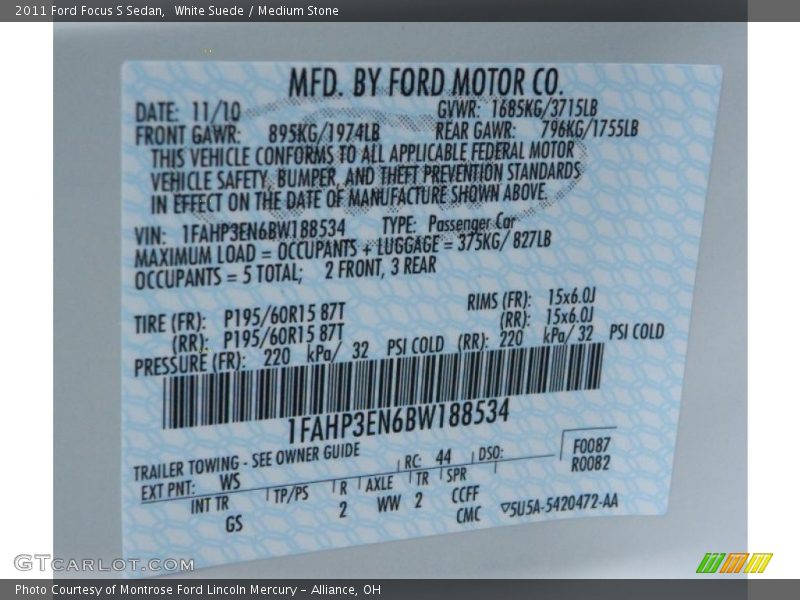 2011 Ford Focus S Sedan,  White Suede / Medium Stone
MFD. BY FORD MOTOR CO.
DATE: 11/10 GVWR: 1685KG/3715LB
FRONT GAWR: 895KG/1974LB REAR GAWR: 796KG/1755LB
THIS VEHICLE CONFORMS TO ALL APPLICABLE FEDERAL MOTOR
VEHICLE SAFETY, BUMPER, AND THEFT PREVENTION STANDARDS
IN EFFECT ON THE DATE OF MANUFACTURE SHOWN ABOVE.
VIN: 1FAHP3EN6BW188534 TYPE: Passenger Car
MAXIMUM LOAD = OCCUPANTS + LUGGAGE = 375KG/ 827LB
OCCUPANTS = 5 TOTAL; 2 FRONT, 3 REAR
TIRE (FR): P195/60R15 87T RIMS (FR): 15x6.0J
(RR): P195/60R15 87T (RR): 15x6.0J
PRESSURE (FR): 220 kPa/ 32 PSI COLD (RR): 220 kPa/ 32 PSI COLD
1FAHP3EN6BW188534
TRAILER TOWING - SEE OWNER GUIDE RC: 44 DSO: F0087
EXT PNT: WS R0082
INT TR TP/PS R AXLE TR SPR
GS 2 WW 2 CCFF
CMC 5U5A-5420472-AA
GTCARLOT.COM
Photo Courtesy of Montrose Ford Lincoln Mercury - Alliance, OH